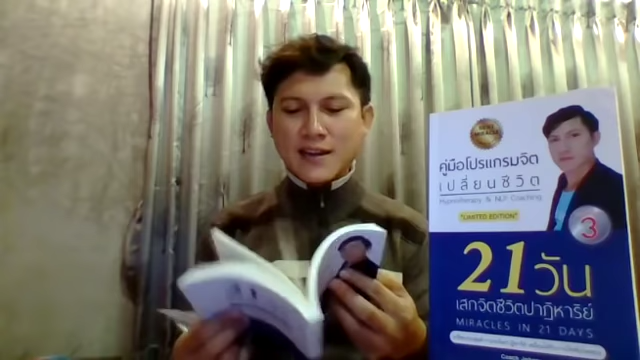 คู่มือโปรแกรมจิต
เปลี่ยนชีวิต
Hypnotherapy & NLP Coaching
"LIMITED EDITION"
3
21 วัน
เสกจิตชีวิตปาฏิหาริย์
MIRACLES IN 21 DAYS